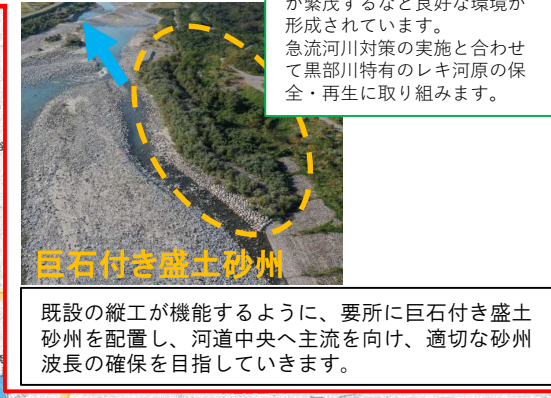 が繁茂するなど良好な環境が
形成されています。
急流河川対策の実施と合わせ
て黒部川特有のレキ河原の保
全・再生に取り組みます。
巨石付き盛土砂州
既設の縦工が機能するように、要所に巨石付き盛土
砂州を配置し、河道中央へ主流を向け、適切な砂州
波長の確保を目指していきます。